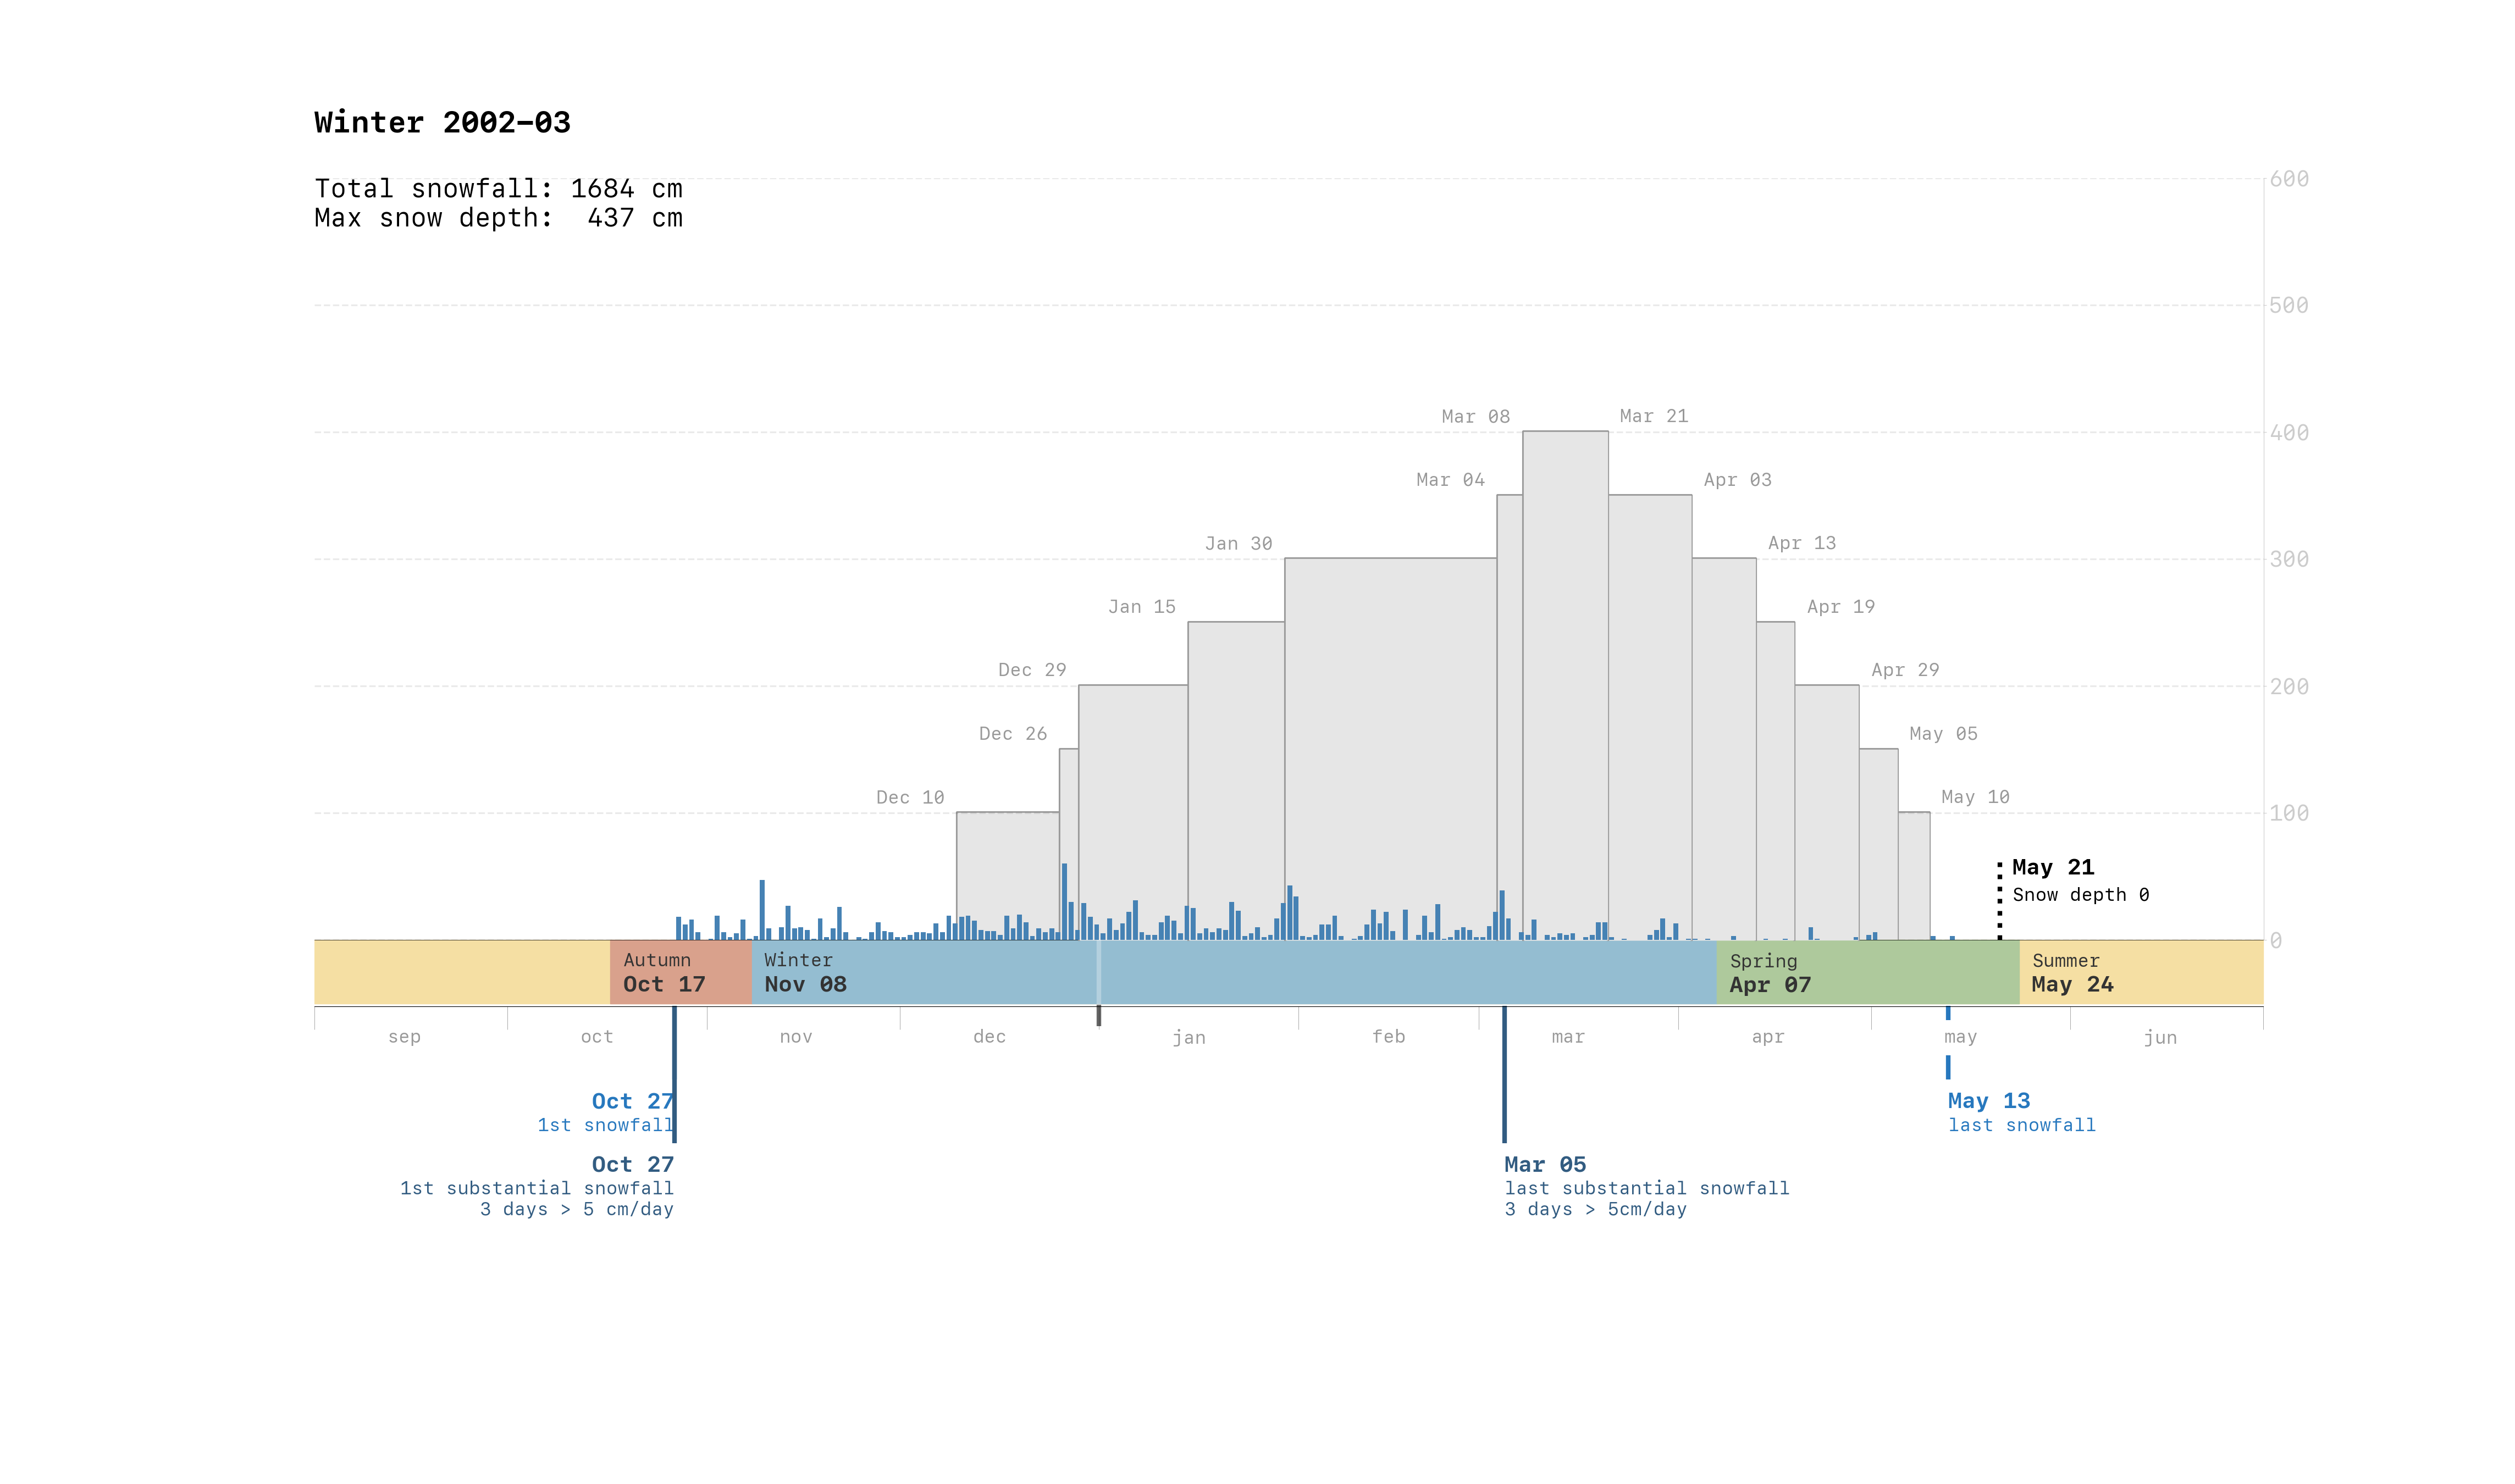 Winter 2002–03
Total snowfall: 1684 cm
Max snow depth:  437 cm
600
500
400
300
200
100
0
Mar 08
Mar 21
Mar 04
Apr 03
Jan 30
Apr 13
Jan 15
Apr 19
Dec 29
Apr 29
Dec 26
May 05
Dec 10
May 10
May 21
Snow depth 0
Autumn
Oct 17
Winter
Nov 08
Spring
Apr 07
Summer
May 24
sep
oct
nov
dec
jan
feb
mar
apr
may
jun
Oct 27
1st snowfall
Oct 27
1st substantial snowfall
3 days > 5 cm/day
Mar 05
last substantial snowfall
3 days > 5cm/day
May 13
last snowfall